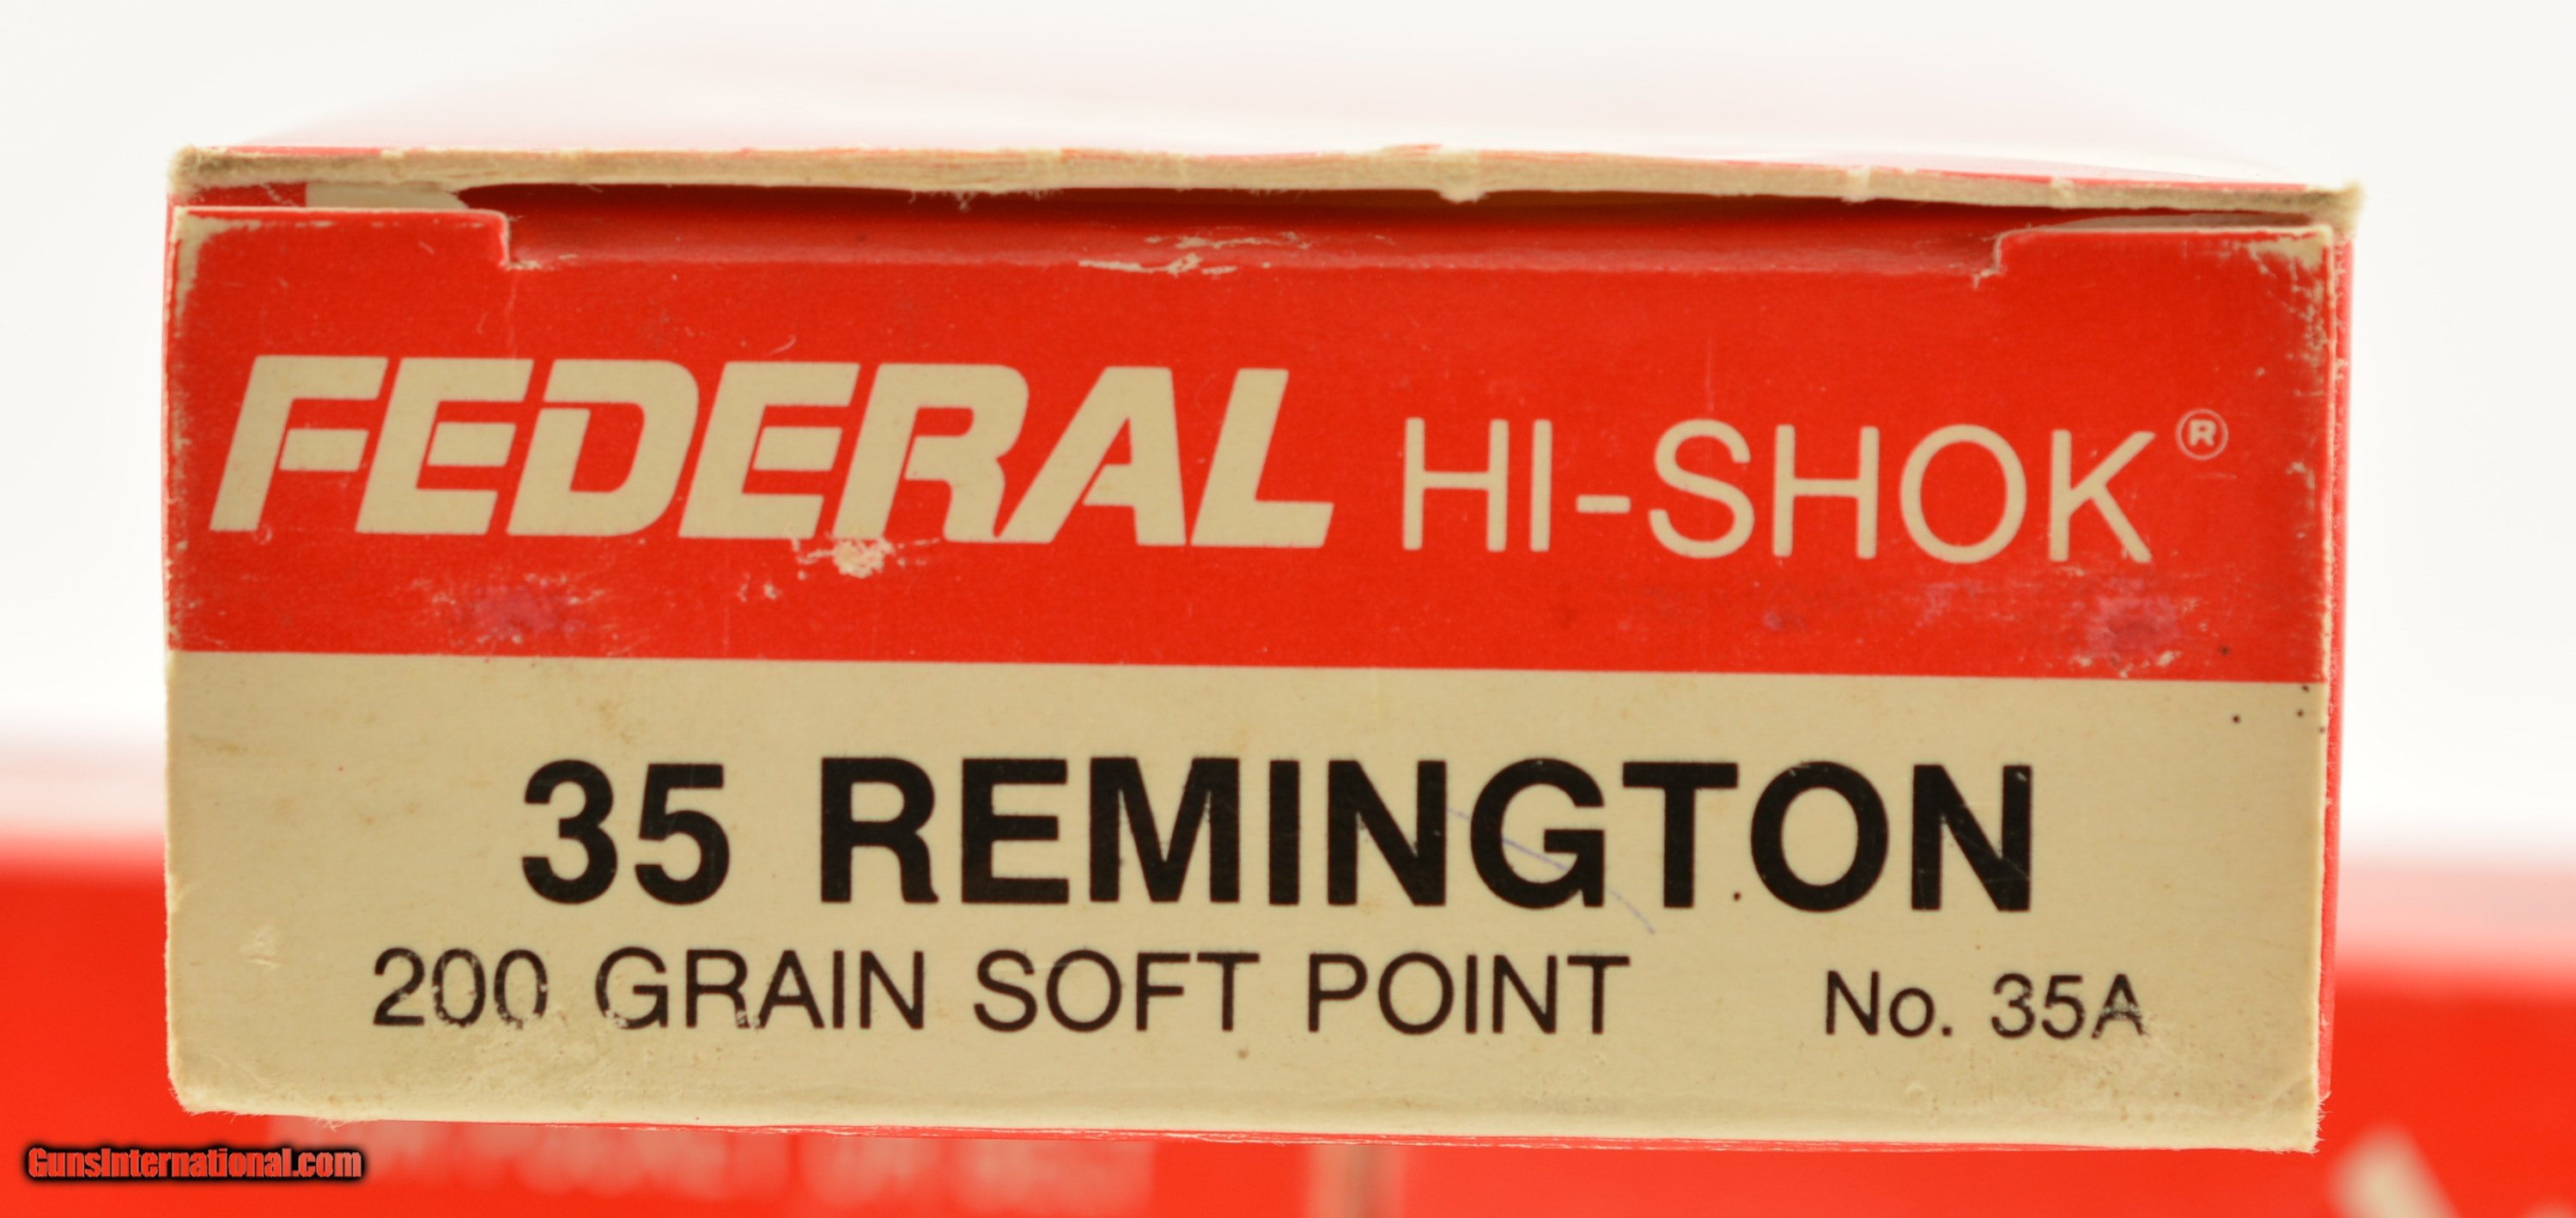 FEDERAL HI-SHOK®
35 REMINGTON
200 GRAIN SOFT POINT No. 35A
GunsInternational.com